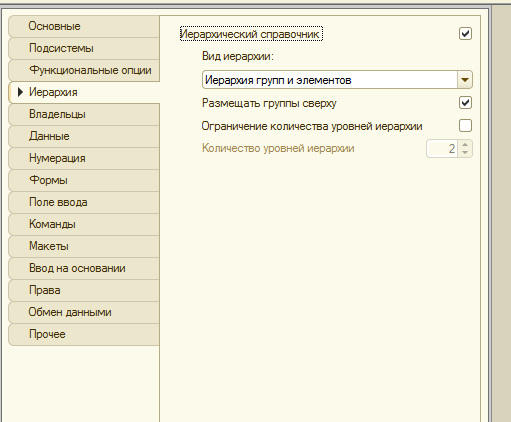 Основные
Подсистемы
Функциональные опции
Иерархия
Владельцы
Данные
Нумерация
Формы
Поле ввода
Команды
Макеты
Ввод на основании
Права
Обмен данными
Прочее
Иерархический справочник
Вид иерархии:
Иерархия групп и элементов
Размещать группы сверху
Ограничение количества уровней иерархии
Количество уровней иерархии
2